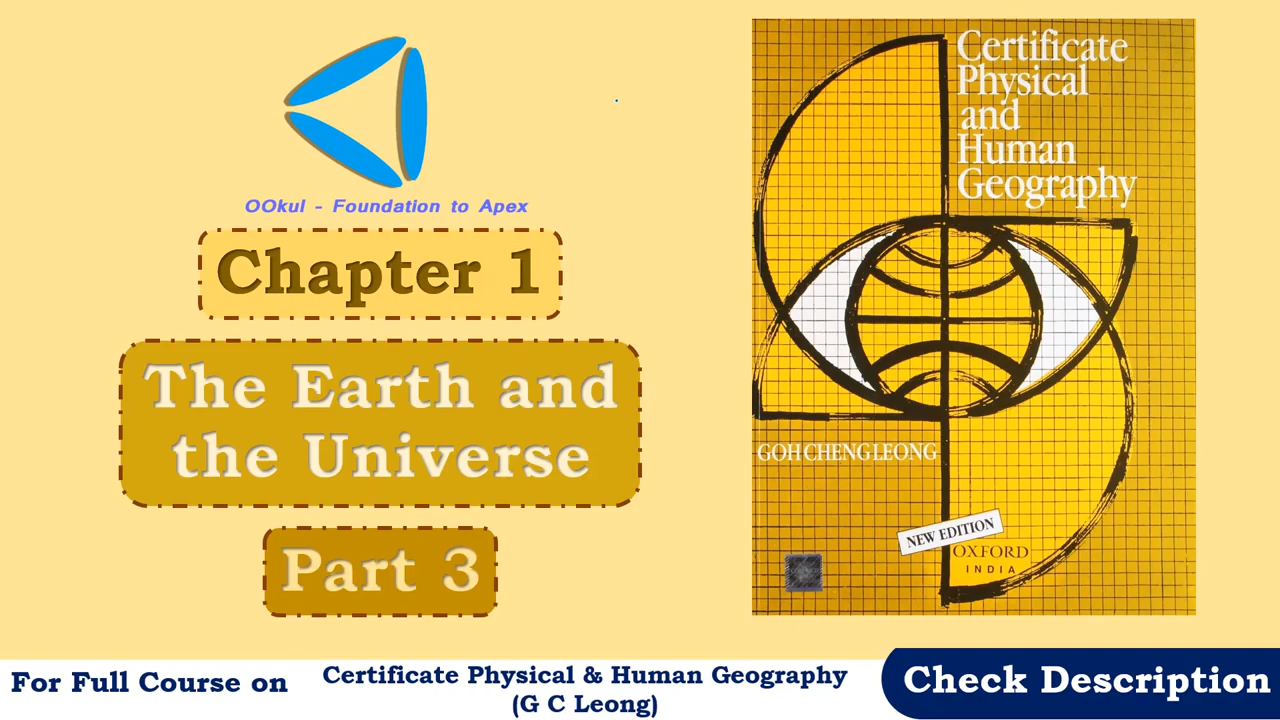 OOkul - Foundation to Apex
Chapter 1
The Earth and
the Universe
Part 3
Certificate
Physical
and
Human
Geography
GOH CHENG LEONG
NEW EDITION
OXFORD
INDIA
For Full Course on
Certificate Physical & Human Geography
(G C Leong)
Check Description